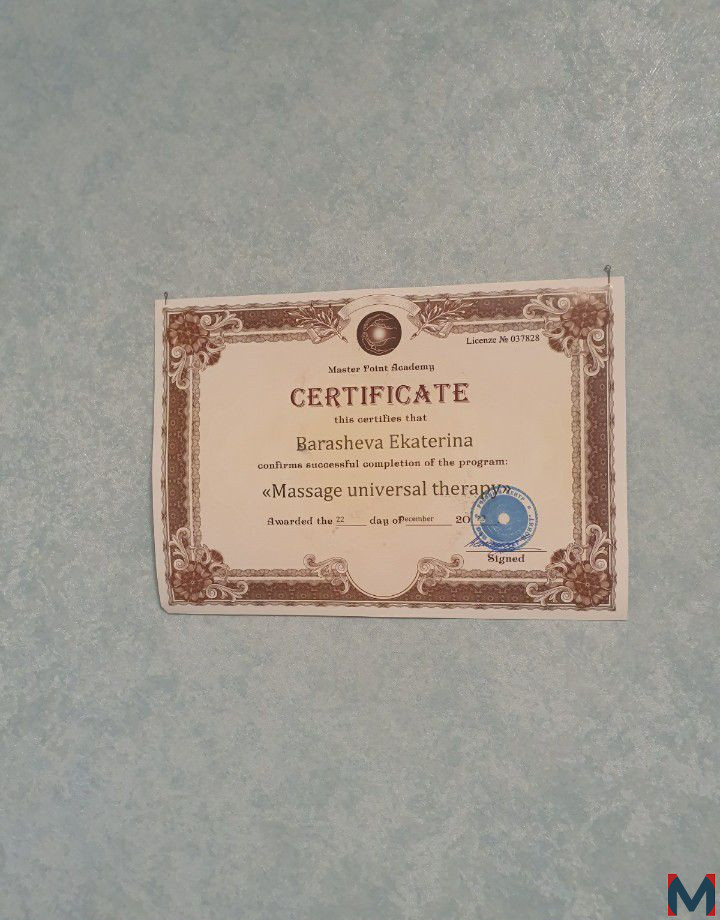 Licenze № 037828
Master Point Academy
CERTIFICATE
this certifies that
Barasheva Ekaterina
confirms successful completion of the program:
«Massage universal therapy»
Awarded the 22 day of December 20
Signed
M